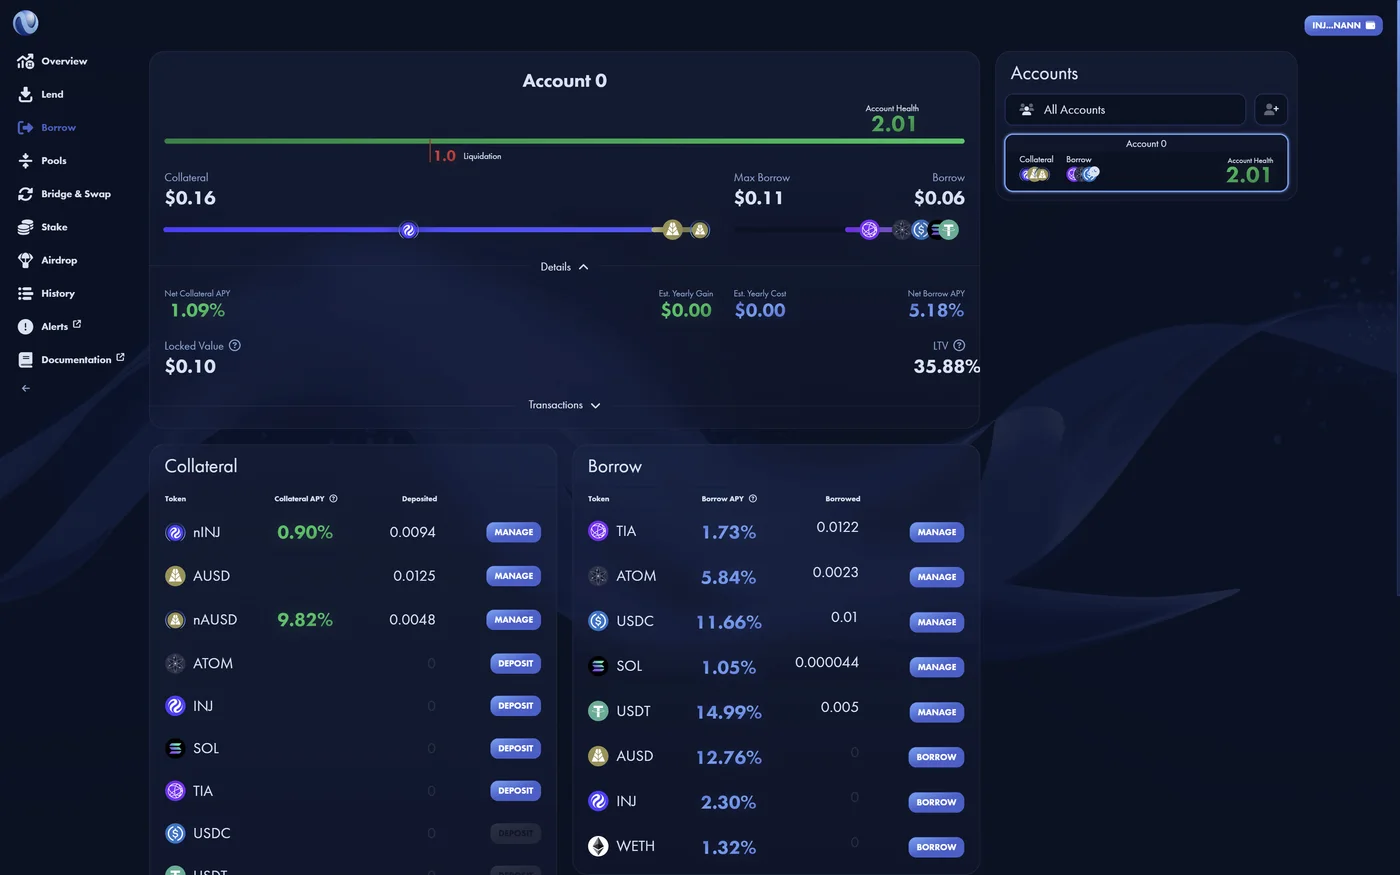 INJ...NANN
Overview
Lend
Borrow
Pools
Bridge & Swap
Stake
Airdrop
History
Alerts
Documentation
Account 0
Account Health
2.01
1.0 Liquidation
Collateral
$0.16
Max Borrow
$0.11
Borrow
$0.06
Details
Net Collateral APY
1.09%
Est. Yearly Gain
$0.00
Est. Yearly Cost
$0.00
Net Borrow APY
5.18%
Locked Value
$0.10
LTV
35.88%
Transactions
Accounts
All Accounts
Account 0
Collateral
Borrow
Account Health
2.01
Collateral
Token Collateral APY Deposited
nINJ 0.90% 0.0094 MANAGE
AUSD 0.0125 MANAGE
nAUSD 9.82% 0.0048 MANAGE
ATOM 0 DEPOSIT
INJ 0 DEPOSIT
SOL 0 DEPOSIT
TIA 0 DEPOSIT
USDC 0 DEPOSIT
USDT
Borrow
Token Borrow APY Borrowed
TIA 1.73% 0.0122 MANAGE
ATOM 5.84% 0.0023 MANAGE
USDC 11.66% 0.01 MANAGE
SOL 1.05% 0.000044 MANAGE
USDT 14.99% 0.005 MANAGE
AUSD 12.76% 0 BORROW
INJ 2.30% 0 BORROW
WETH 1.32% 0 BORROW